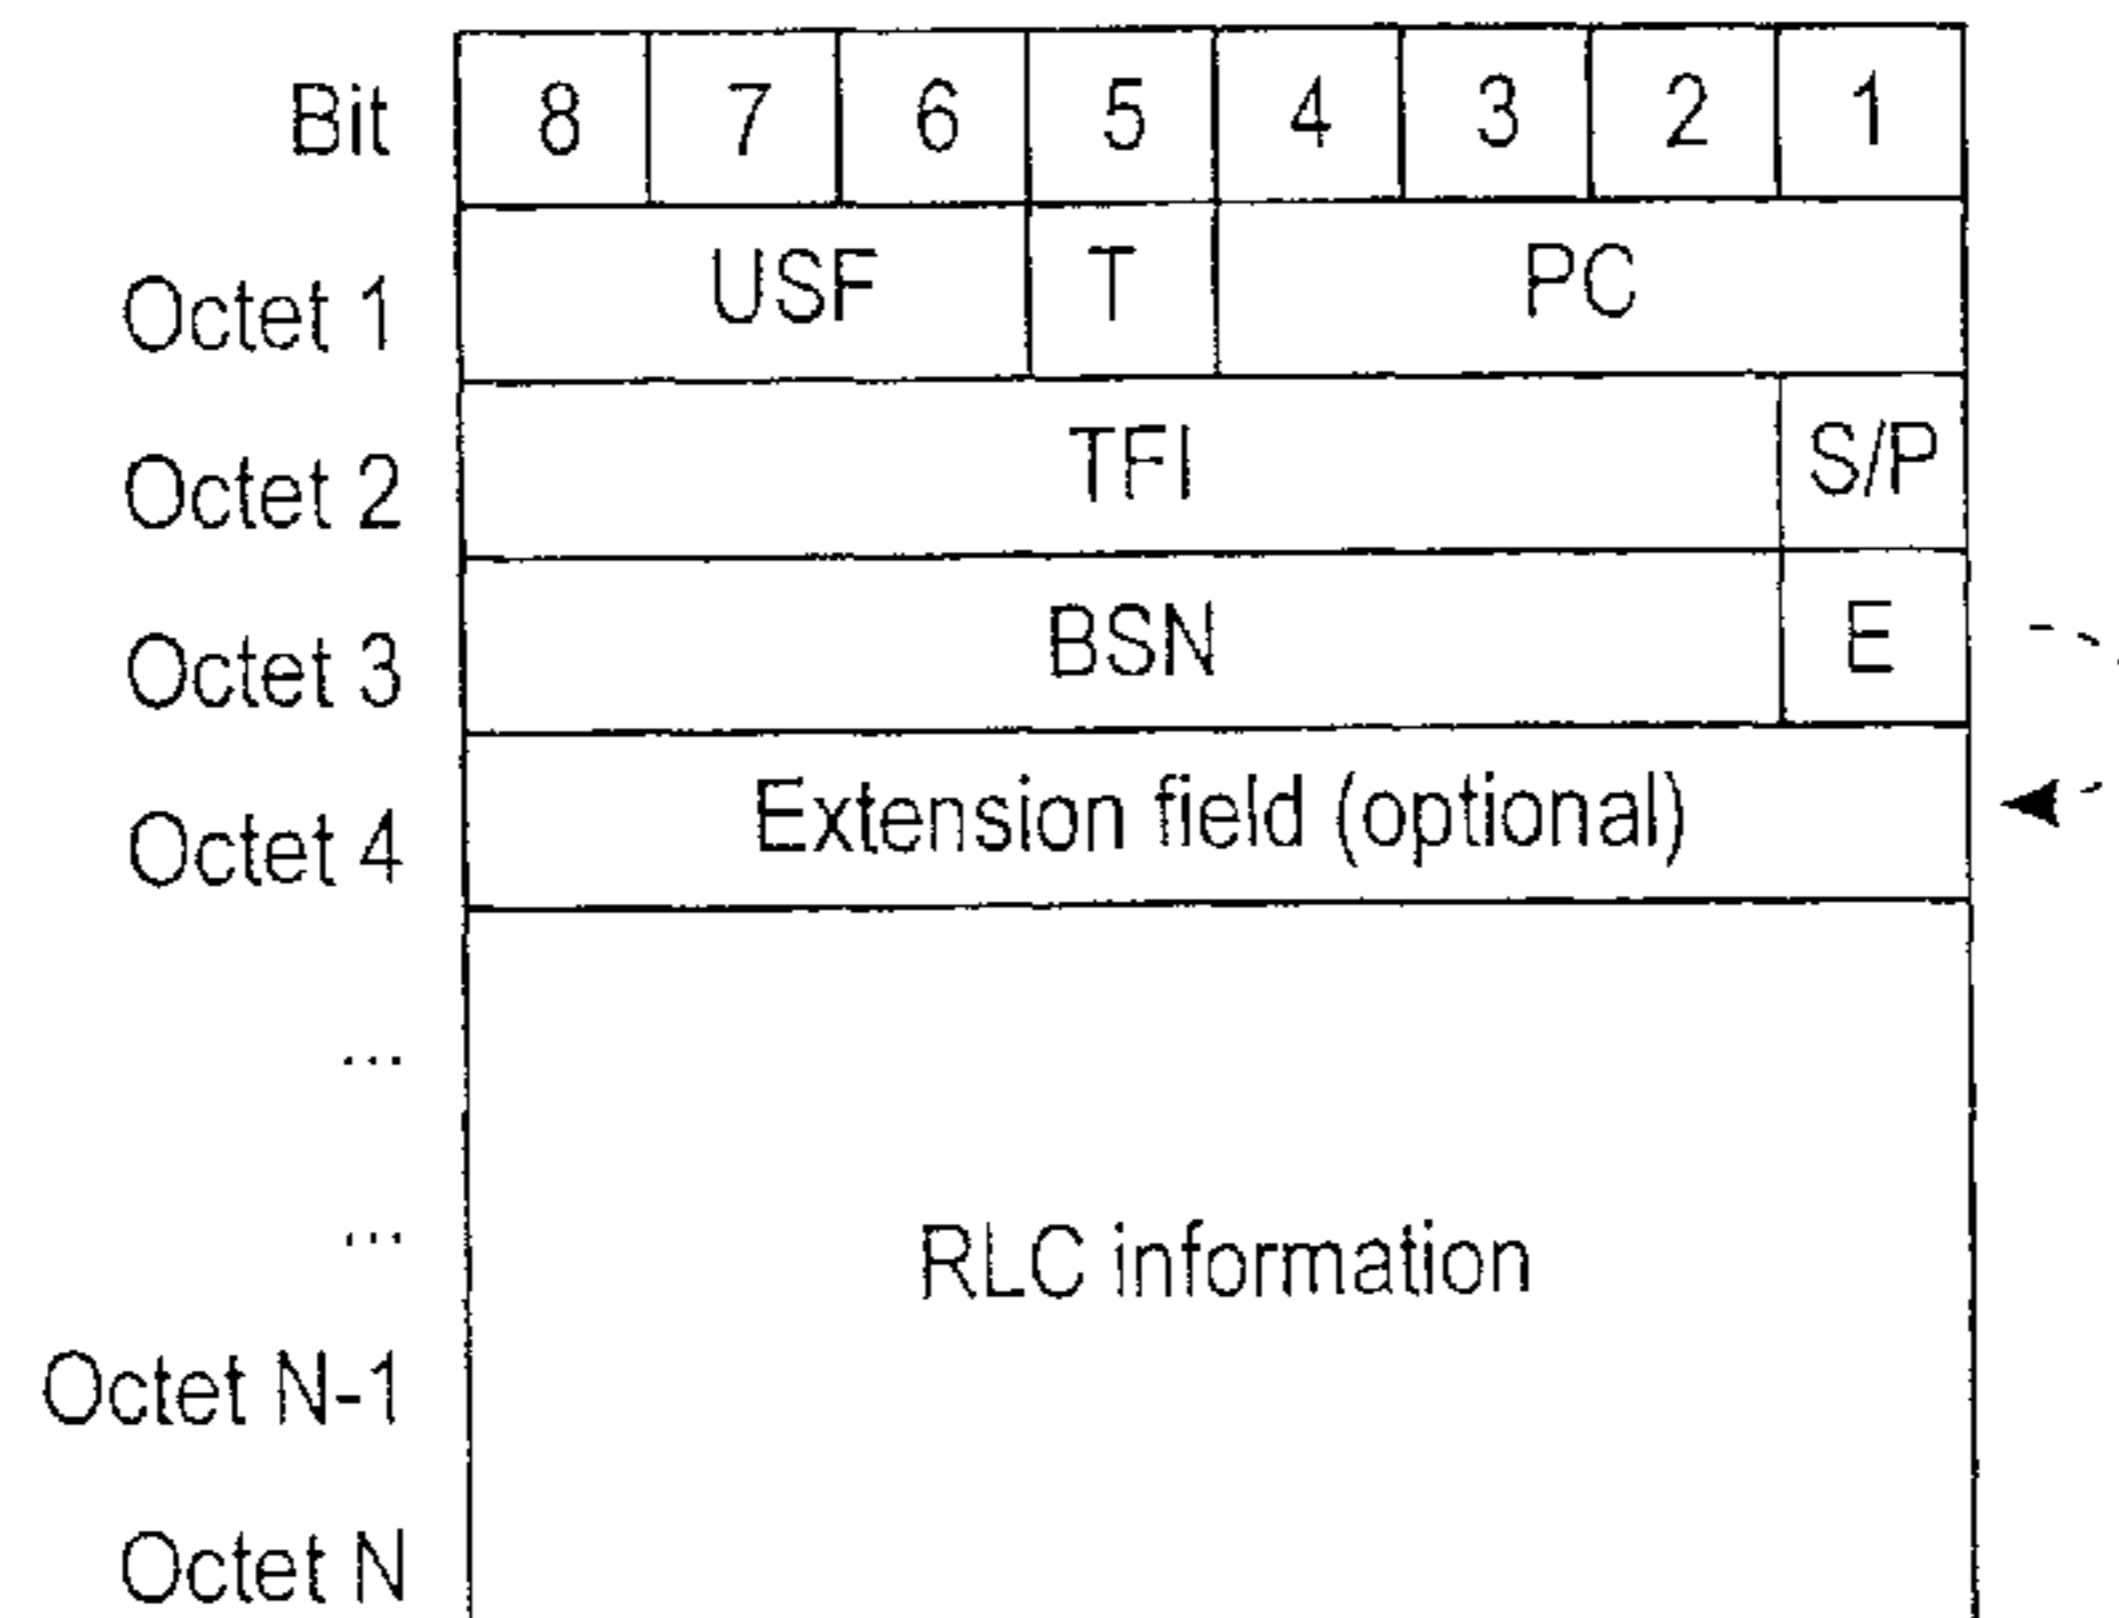 Bit 8 7 6 5 4 3 2 1
Octet 1 USF T PC
Octet 2 TFI S/P
Octet 3 BSN E
Octet 4 Extension field (optional)
...
... RLC information
Octet N-1
Octet N